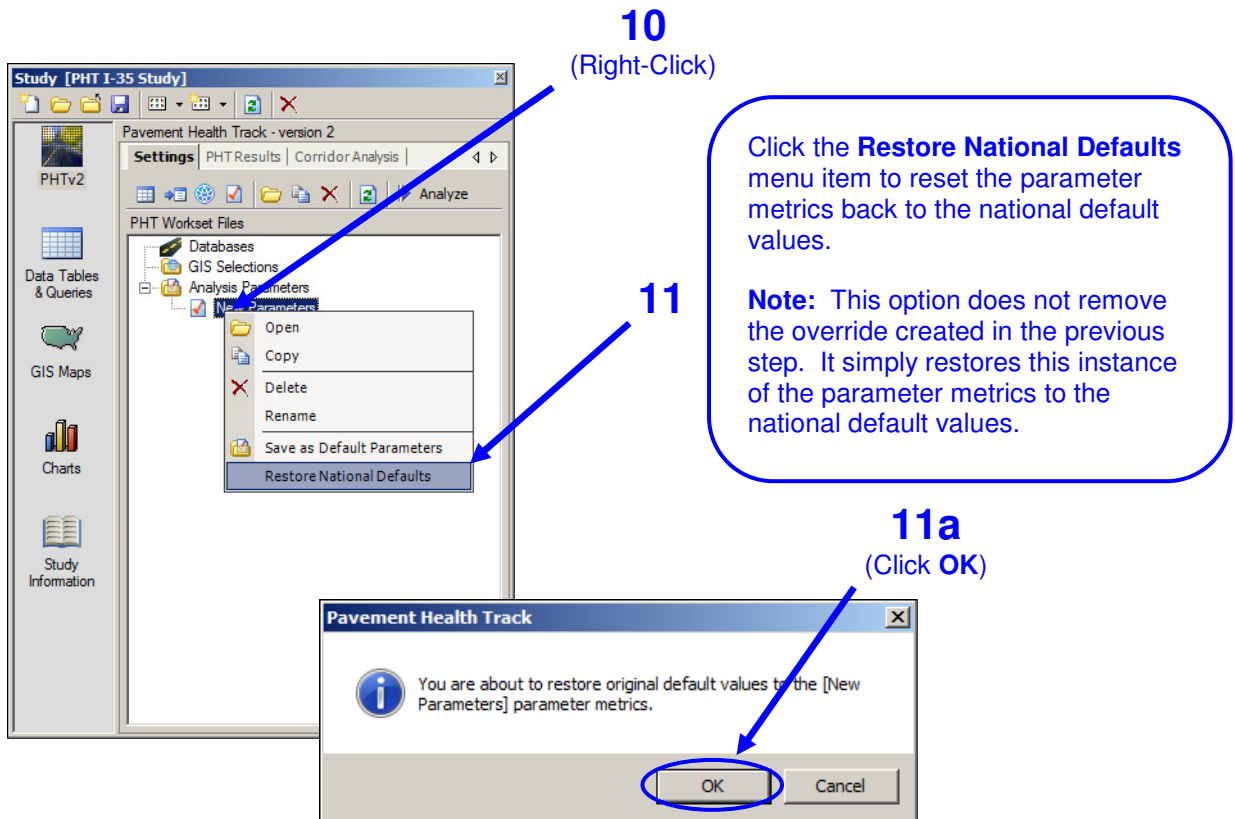 10
(Right-Click)
Study [PHT I-35 Study]
Pavement Health Track - version 2
Settings PHT Results Corridor Analysis
Analyze
PHT Workset Files
Databases
GIS Selections
Analysis Parameters
New Parameters
Open
Copy
Delete
Rename
Save as Default Parameters
Restore National Defaults
PHTv2
Data Tables
& Queries
GIS Maps
Charts
Study
Information
11
Click the Restore National Defaults
menu item to reset the parameter
metrics back to the national default
values.
Note: This option does not remove
the override created in the previous
step. It simply restores this instance
of the parameter metrics to the
national default values.
11a
(Click OK)
Pavement Health Track
You are about to restore original default values to the [New
Parameters] parameter metrics.
OK
Cancel